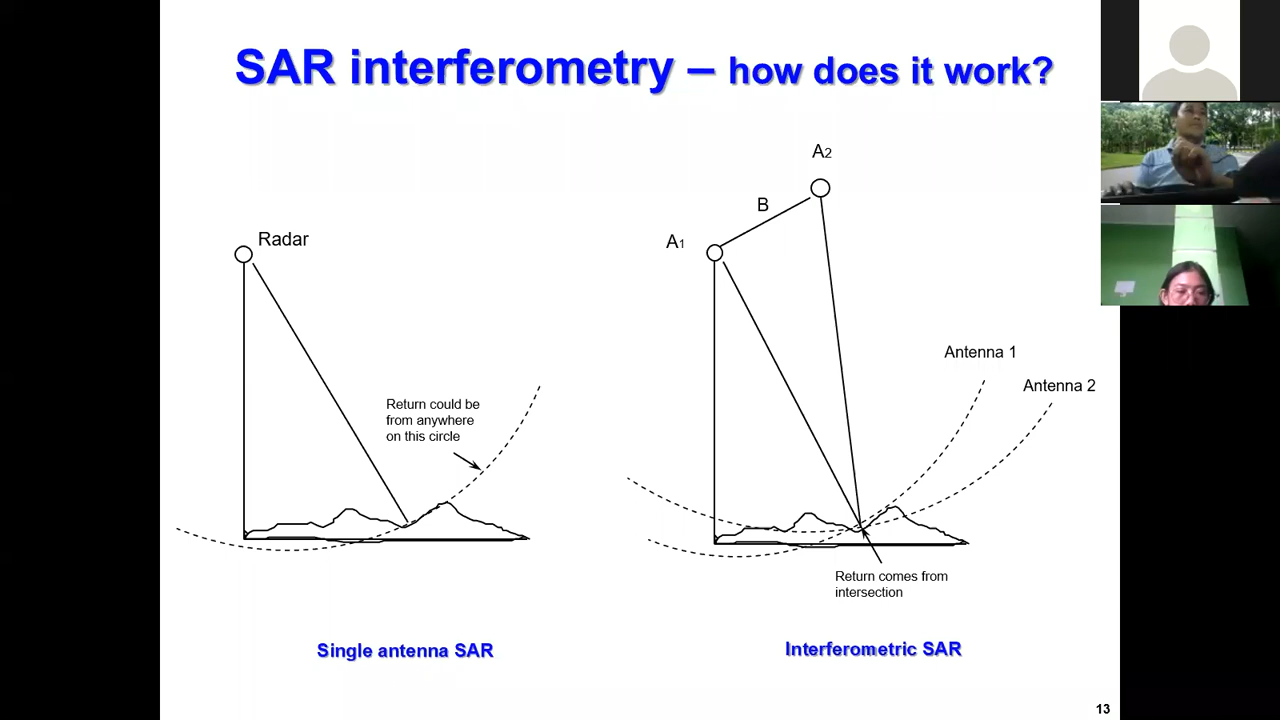 SAR interferometry – how does it work?
Radar
Return could be
from anywhere
on this circle
Single antenna SAR
A2
B
A1
Antenna 1
Antenna 2
Return comes from
intersection
Interferometric SAR
13